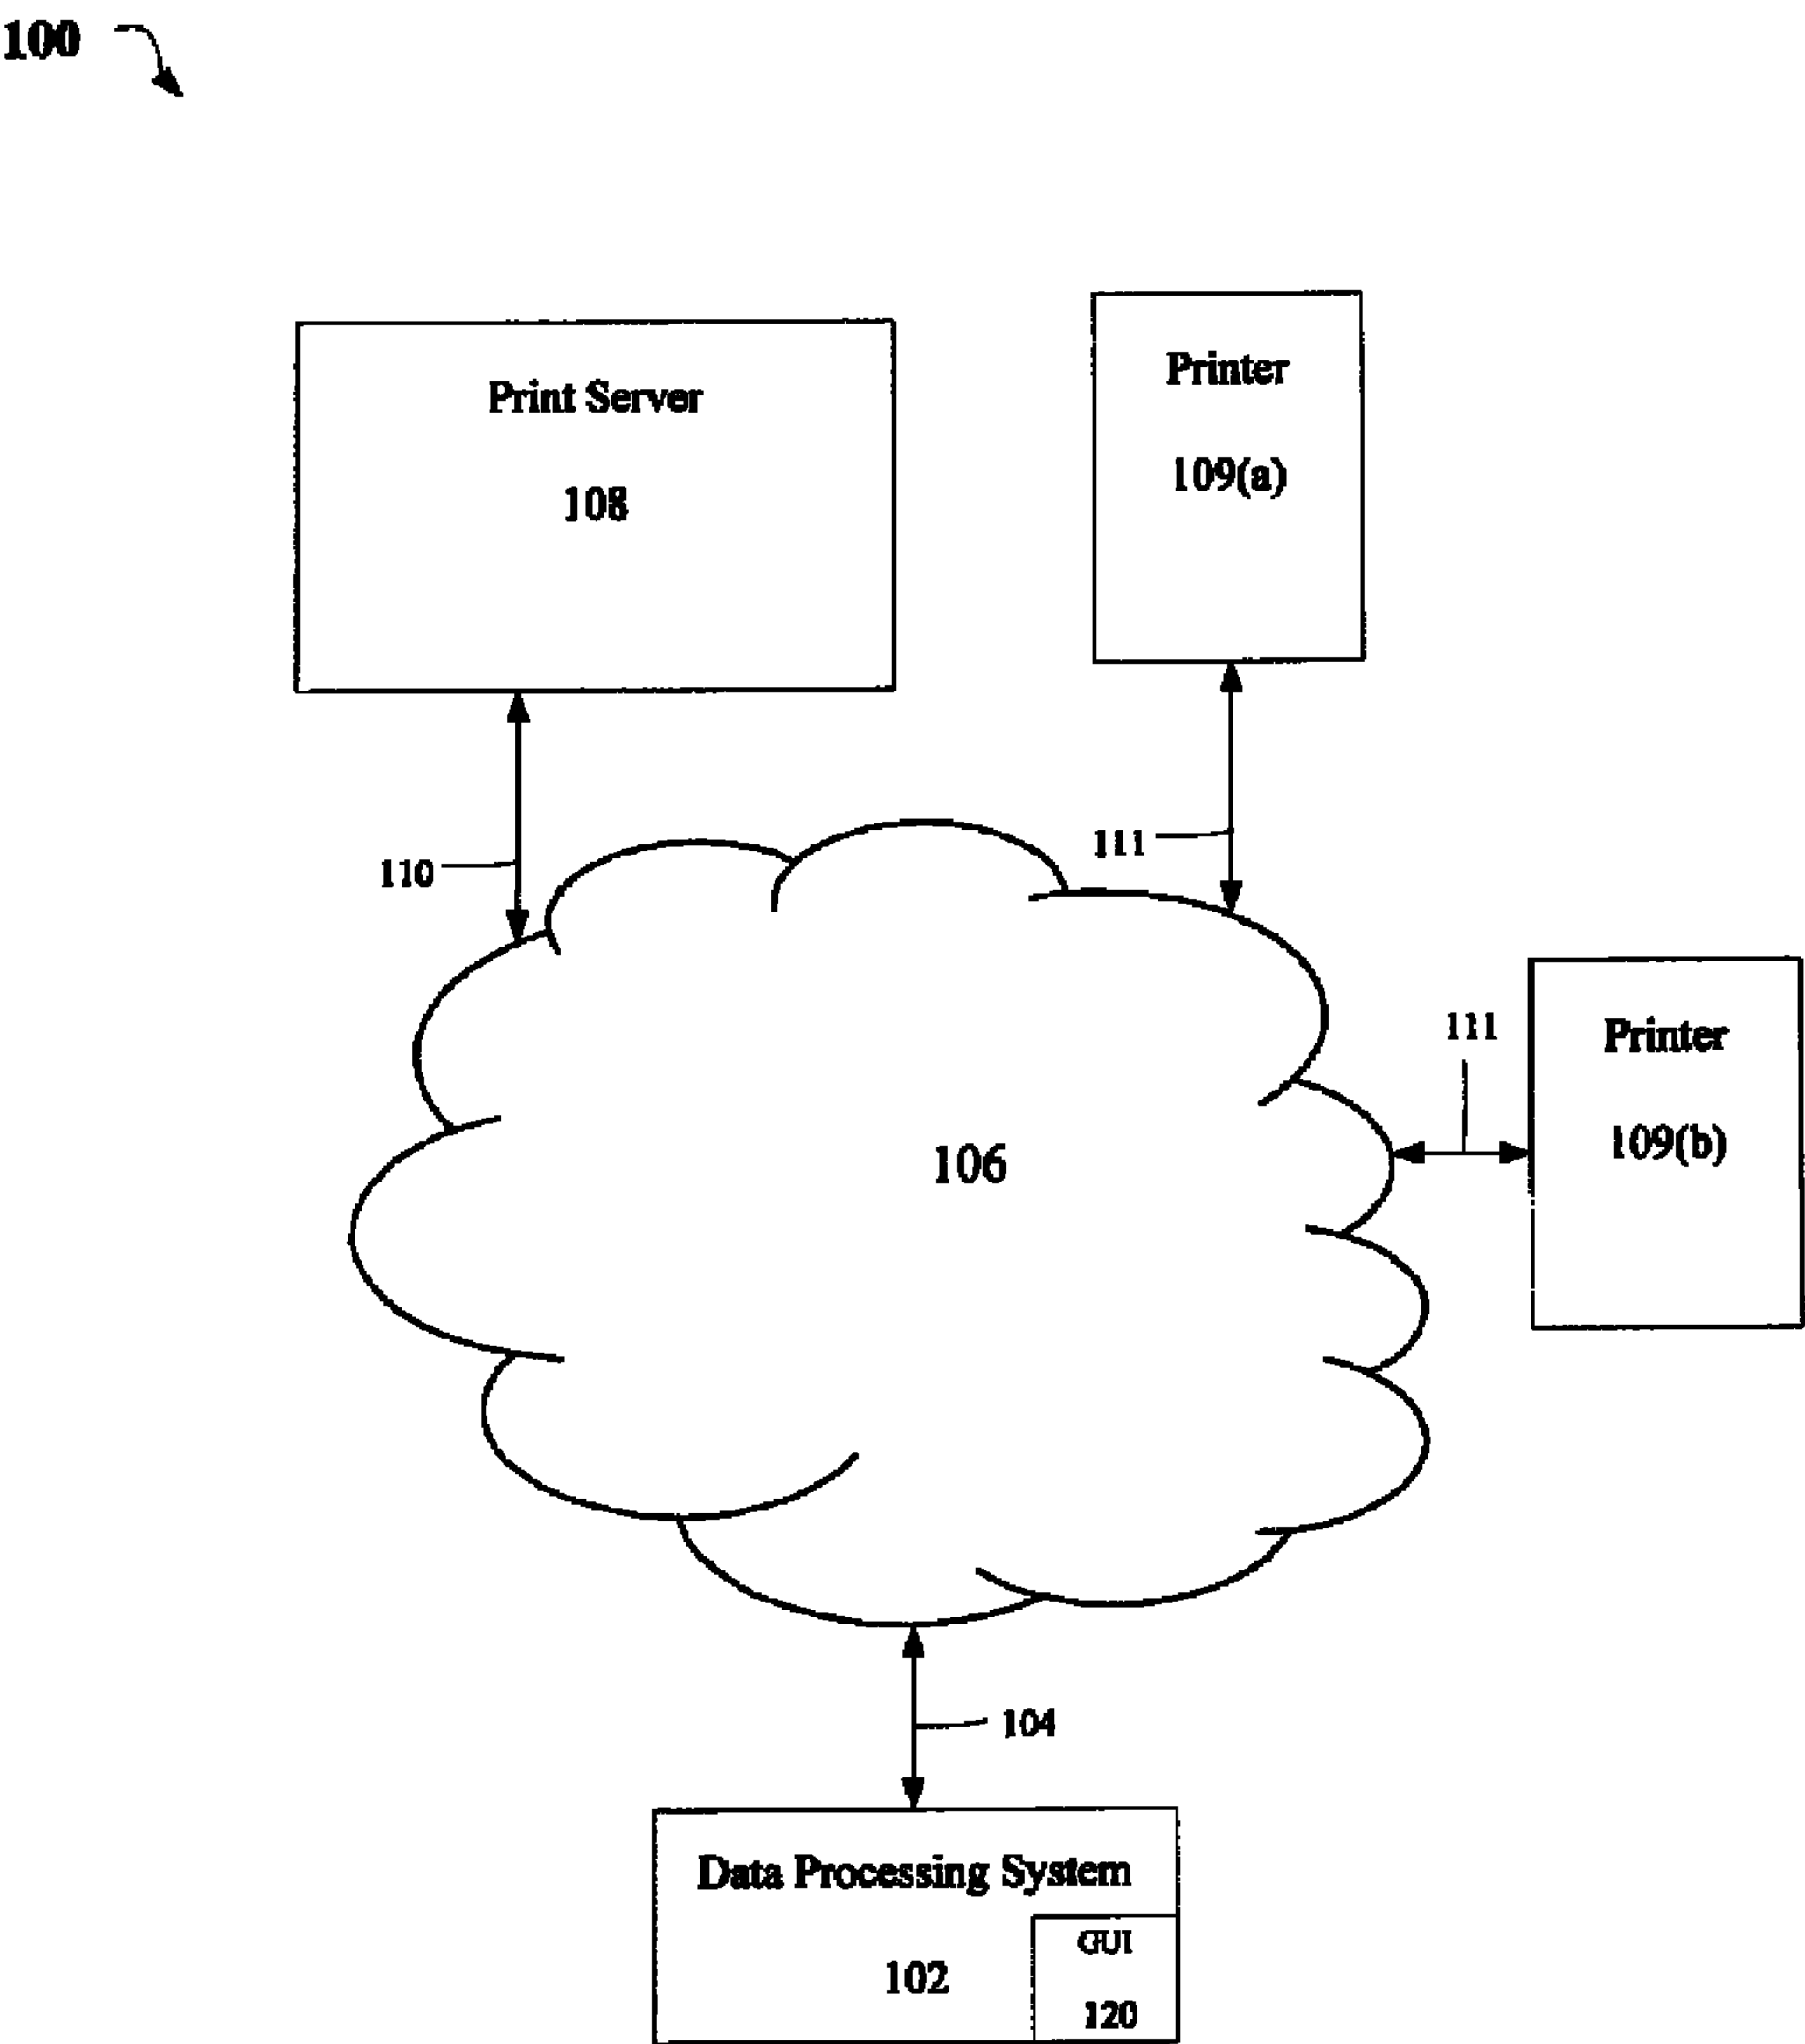 100
Print Server
108
Printer
109(a)
110
111
111
Printer
109(b)
106
104
Data Processing System
102
GUI
120